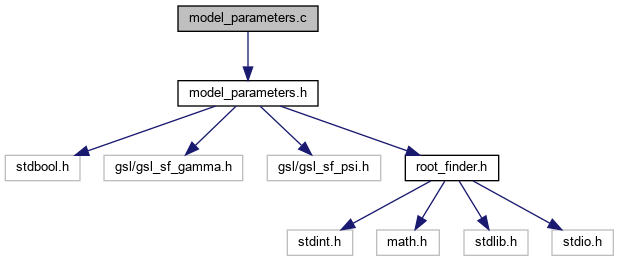 model_parameters.c
model_parameters.h
stdbool.h
gsl/gsl_sf_gamma.h
gsl/gsl_sf_psi.h
root_finder.h
stdint.h
math.h
stdlib.h
stdio.h